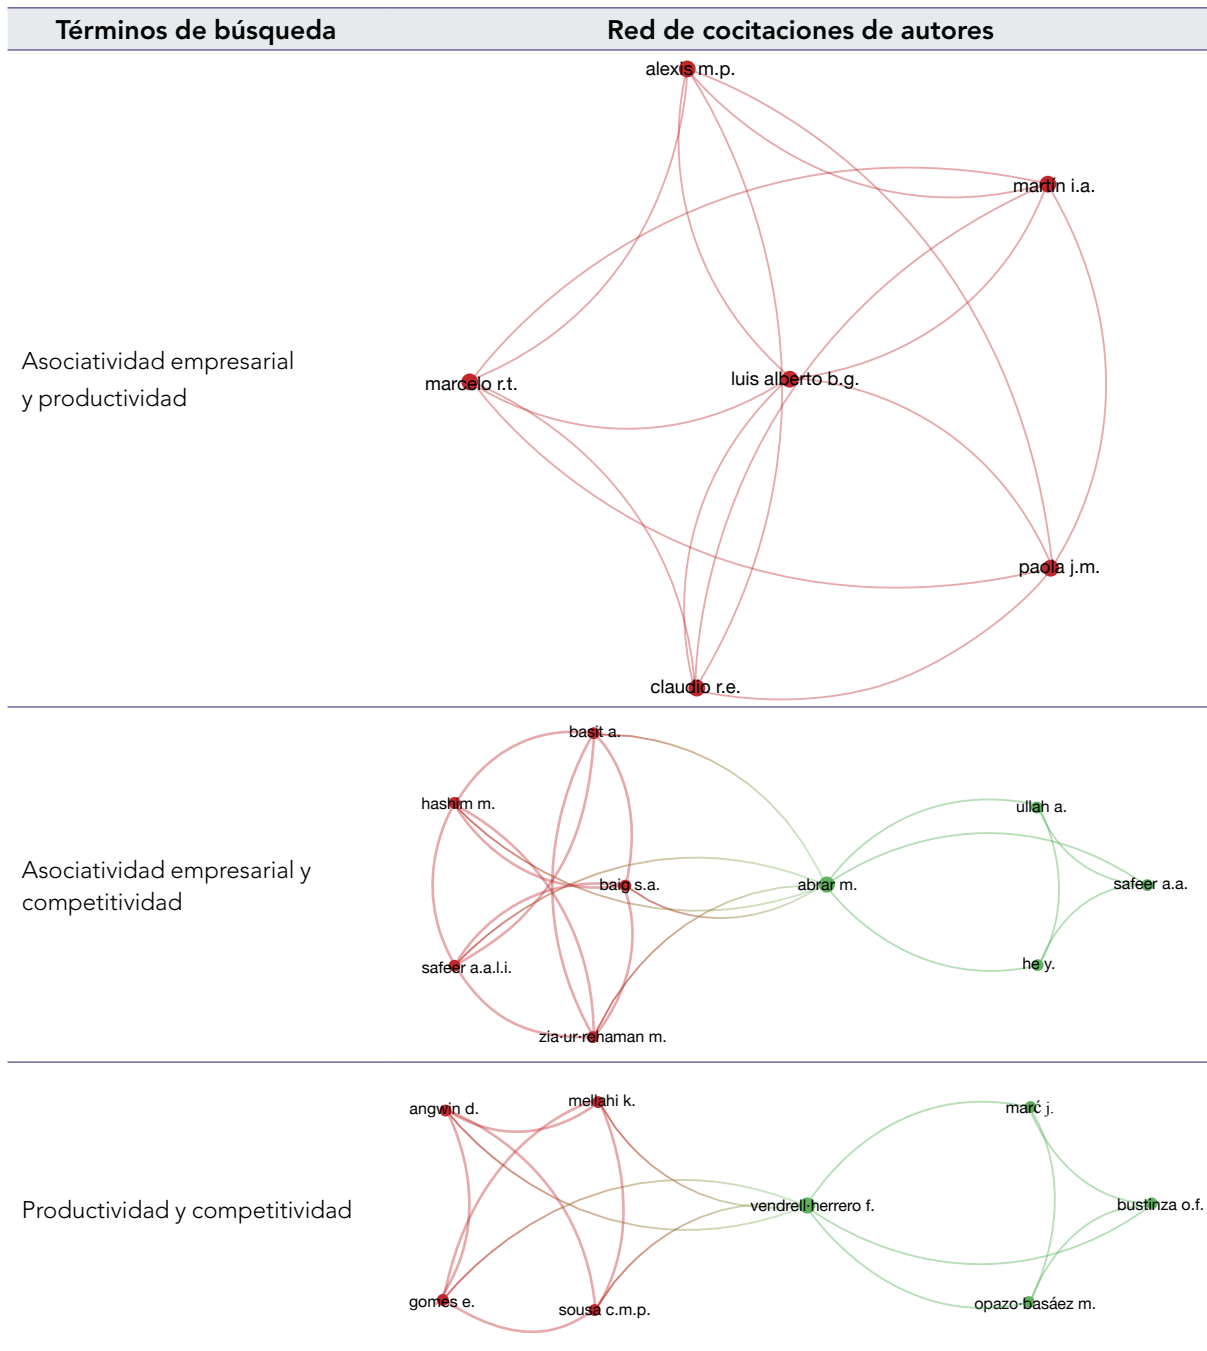 Términos de búsqueda
Red de cocitaciones de autores
Asociatividad empresarial
y productividad
alexis m.p.
martín i.a.
marcelo r.t.
luis alberto b.g.
paola j.m.
claudio r.e.
Asociatividad empresarial y
competitividad
basit a.
hashim m.
ullah a.
baig s.a.
abrar m.
safeer a.a.
safeer a.a.l.i.
he y.
zia-ur-rehaman m.
Productividad y competitividad
angwin d.
mellahi k.
marć j.
vendrell-herrero f.
bustinza o.f.
gomes e.
sousa c.m.p.
opazo-basáez m.